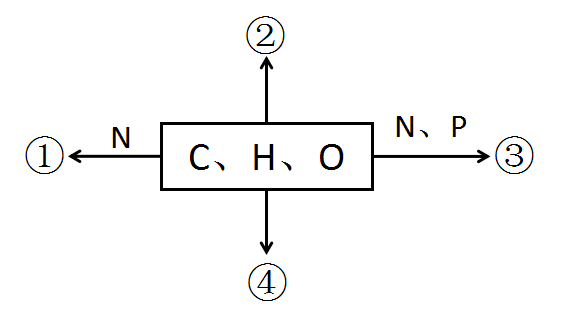 ②
N、P
① N C、H、O ③
④